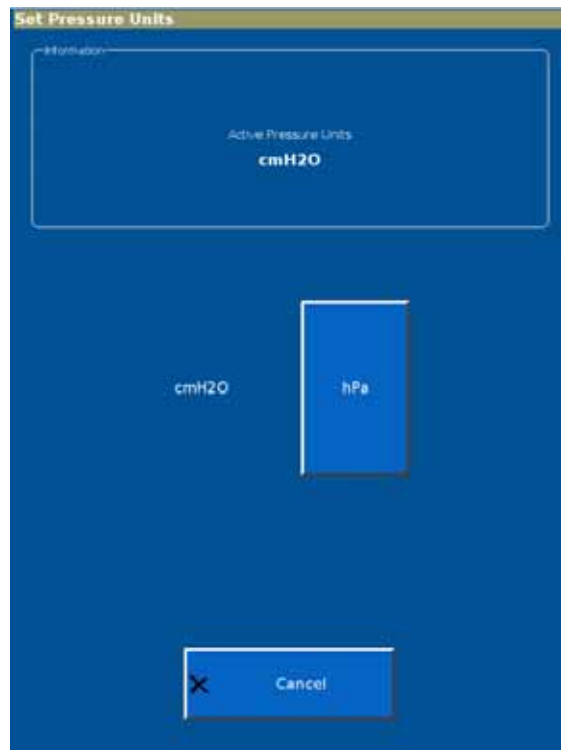 Set Pressure Units
Information
Active Pressure Units
cmH2O
cmH2O
hPa
Cancel